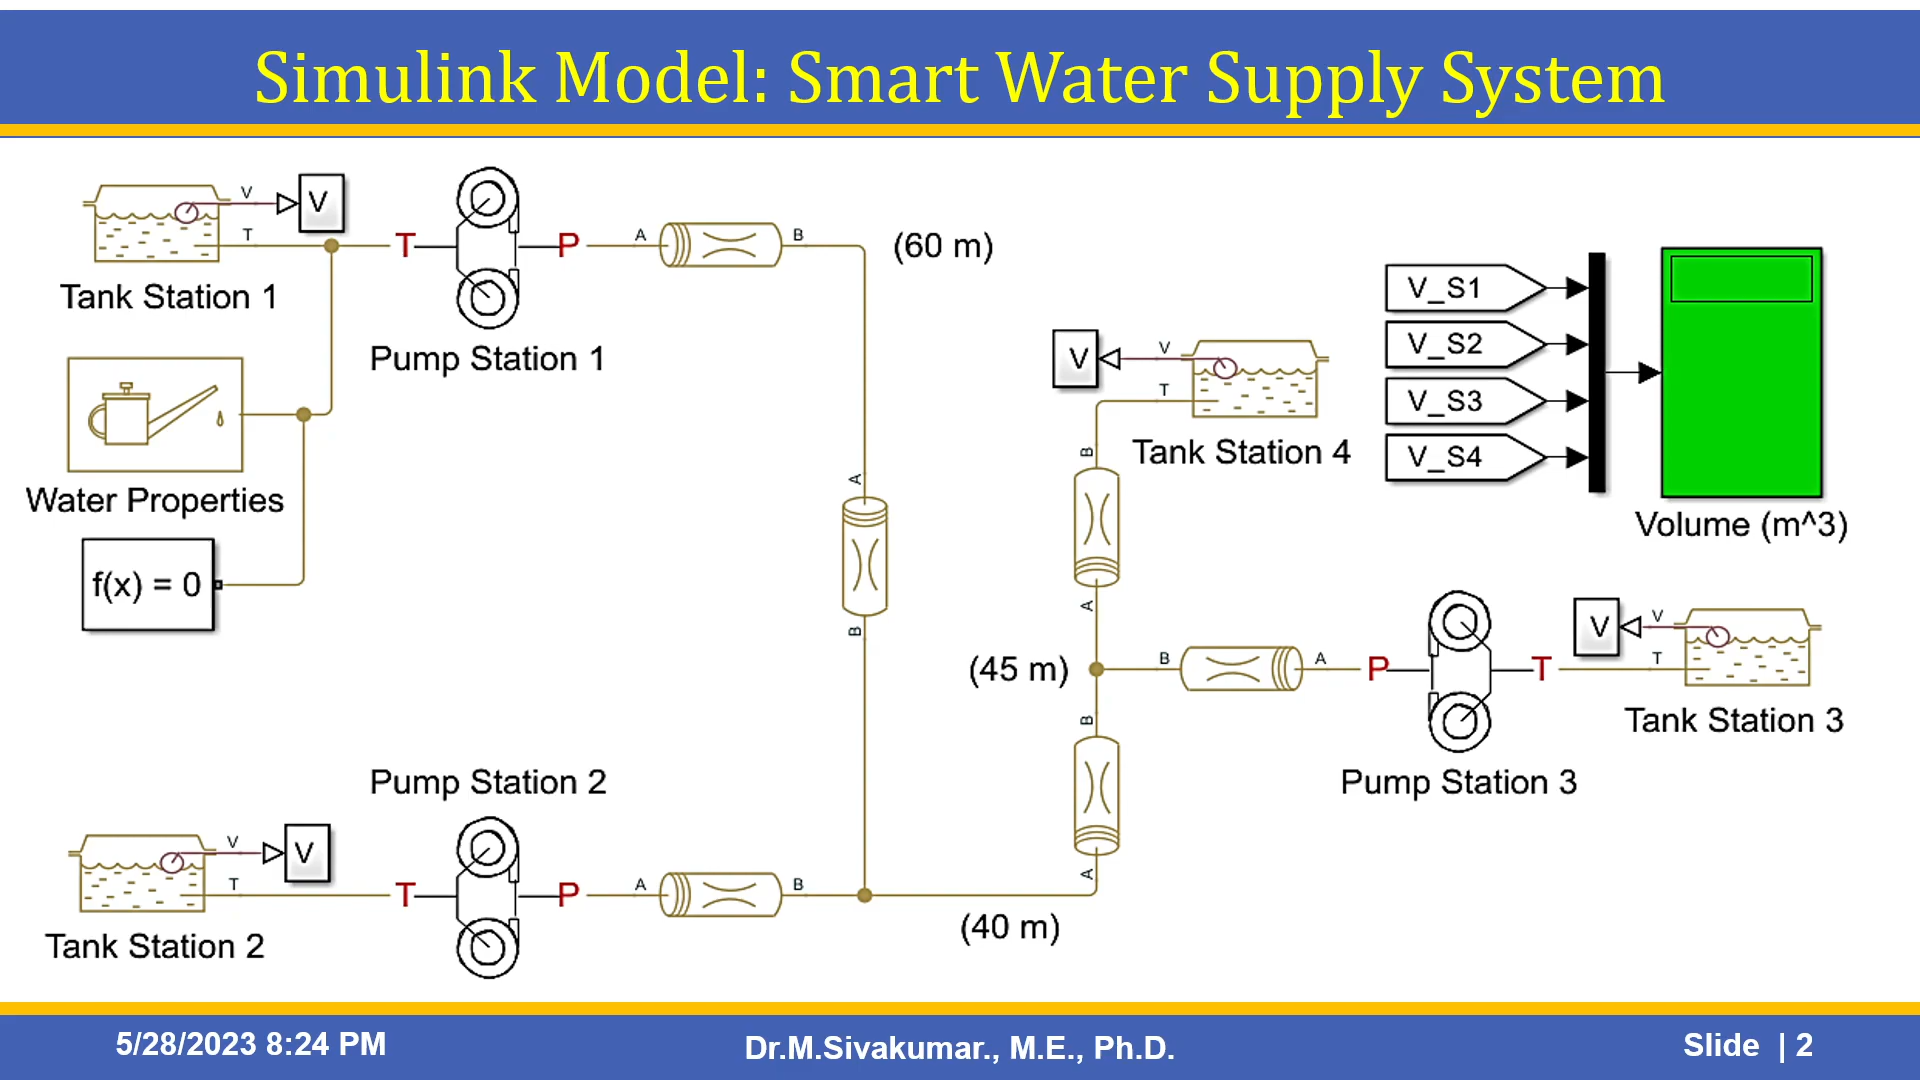 Simulink Model: Smart Water Supply System
V
V
T
T
P
A
B
(60 m)
Tank Station 1
Pump Station 1
Water Properties
f(x) = 0
A
B
V
V
T
B
Tank Station 4
A
V_S1
V_S2
V_S3
V_S4
Volume (m^3)
(45 m)
B
A
P
T
V
V
T
Tank Station 3
Pump Station 3
B
A
Pump Station 2
V
V
T
T
P
A
B
(40 m)
Tank Station 2
5/28/2023 8:24 PM
Dr.M.Sivakumar., M.E., Ph.D.
Slide | 2